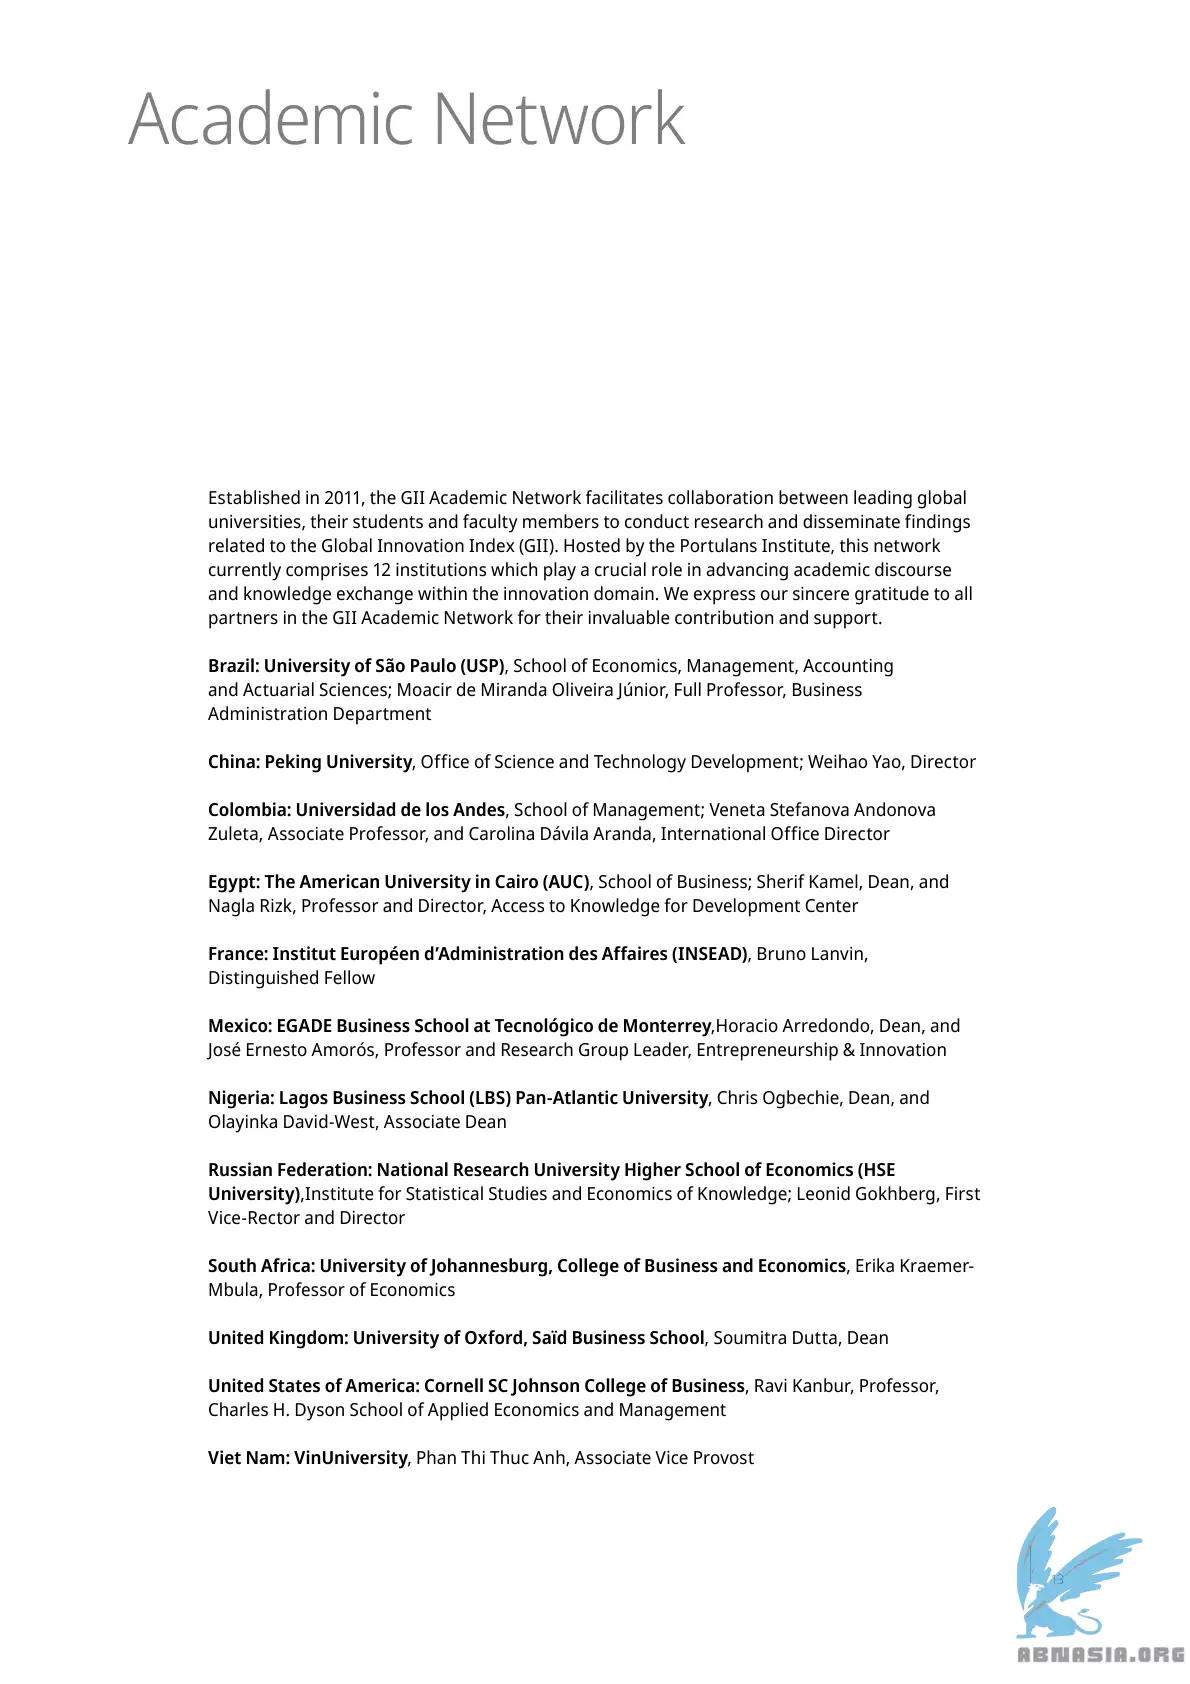 Academic Network
Established in 2011, the GII Academic Network facilitates collaboration between leading global
universities, their students and faculty members to conduct research and disseminate findings
related to the Global Innovation Index (GII). Hosted by the Portulans Institute, this network
currently comprises 12 institutions which play a crucial role in advancing academic discourse
and knowledge exchange within the innovation domain. We express our sincere gratitude to all
partners in the GII Academic Network for their invaluable contribution and support.
Brazil: University of São Paulo (USP), School of Economics, Management, Accounting
and Actuarial Sciences; Moacir de Miranda Oliveira Júnior, Full Professor, Business
Administration Department
China: Peking University, Office of Science and Technology Development; Weihao Yao, Director
Colombia: Universidad de los Andes, School of Management; Veneta Stefanova Andonova
Zuleta, Associate Professor, and Carolina Dávila Aranda, International Office Director
Egypt: The American University in Cairo (AUC), School of Business; Sherif Kamel, Dean, and
Nagla Rizk, Professor and Director, Access to Knowledge for Development Center
France: Institut Européen d’Administration des Affaires (INSEAD), Bruno Lanvin,
Distinguished Fellow
Mexico: EGADE Business School at Tecnológico de Monterrey,Horacio Arredondo, Dean, and
José Ernesto Amorós, Professor and Research Group Leader, Entrepreneurship & Innovation
Nigeria: Lagos Business School (LBS) Pan-Atlantic University, Chris Ogbechie, Dean, and
Olayinka David-West, Associate Dean
Russian Federation: National Research University Higher School of Economics (HSE
University),Institute for Statistical Studies and Economics of Knowledge; Leonid Gokhberg, First
Vice-Rector and Director
South Africa: University of Johannesburg, College of Business and Economics, Erika Kraemer-
Mbula, Professor of Economics
United Kingdom: University of Oxford, Saïd Business School, Soumitra Dutta, Dean
United States of America: Cornell SC Johnson College of Business, Ravi Kanbur, Professor,
Charles H. Dyson School of Applied Economics and Management
Viet Nam: VinUniversity, Phan Thi Thuc Anh, Associate Vice Provost
13
ABNASIA.ORG